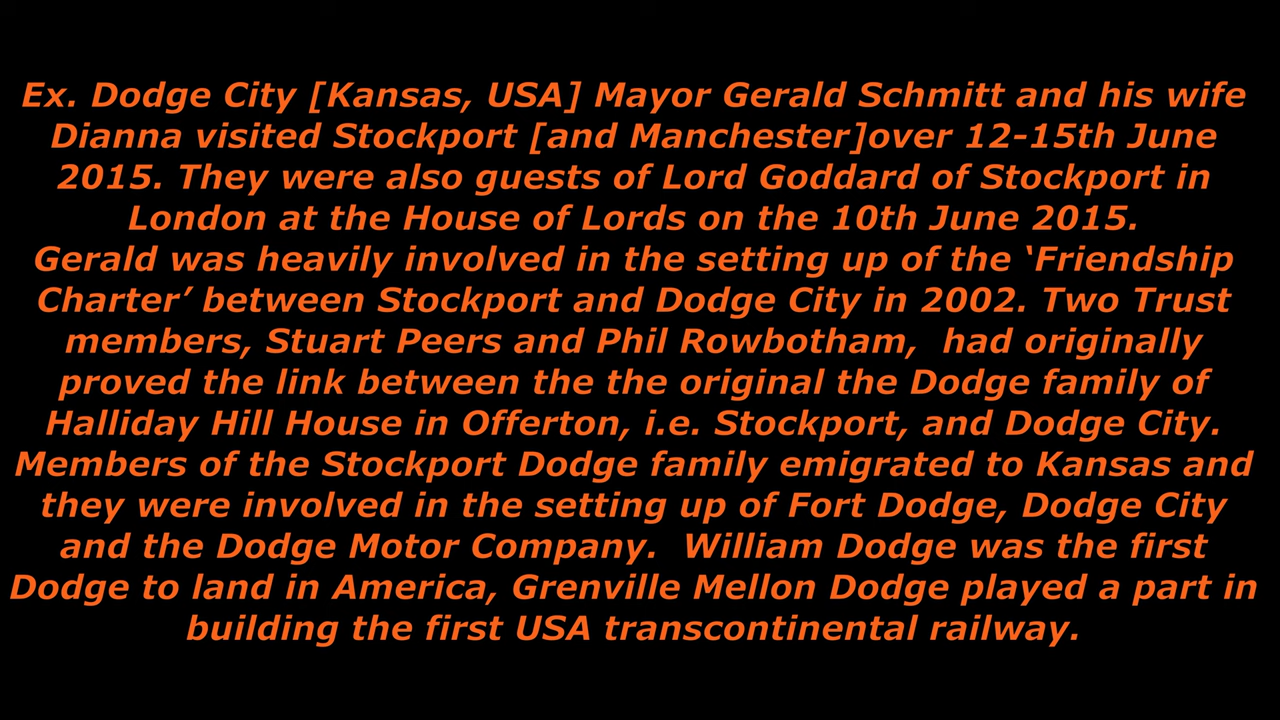 Ex. Dodge City [Kansas, USA] Mayor Gerald Schmitt and his wife
Dianna visited Stockport [and Manchester]over 12-15th June
2015. They were also guests of Lord Goddard of Stockport in
London at the House of Lords on the 10th June 2015.
Gerald was heavily involved in the setting up of the ‘Friendship
Charter’ between Stockport and Dodge City in 2002. Two Trust
members, Stuart Peers and Phil Rowbotham,  had originally
proved the link between the the original the Dodge family of
Halliday Hill House in Offerton, i.e. Stockport, and Dodge City.
Members of the Stockport Dodge family emigrated to Kansas and
they were involved in the setting up of Fort Dodge, Dodge City
and the Dodge Motor Company.  William Dodge was the first
Dodge to land in America, Grenville Mellon Dodge played a part in
building the first USA transcontinental railway.